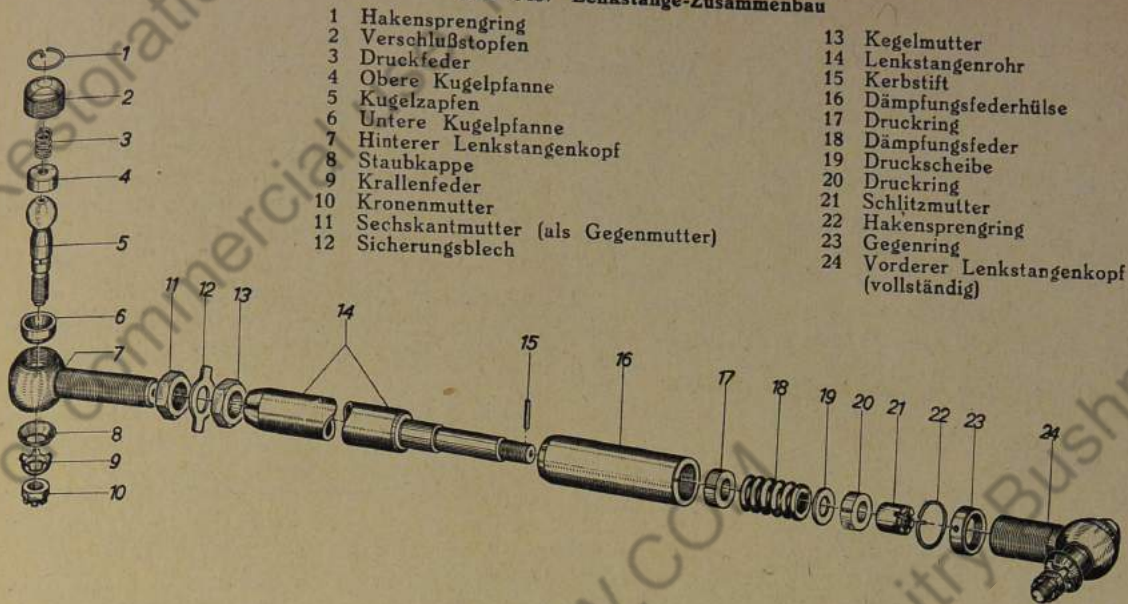 Lenkstange-Zusammenbau
1 Hakensprengring
2 Verschlußstopfen
3 Druckfeder
4 Obere Kugelpfanne
5 Kugelzapfen
6 Untere Kugelpfanne
7 Hinterer Lenkstangenkopf
8 Staubkappe
9 Krallenfeder
10 Kronenmutter
11 Sechskantmutter (als Gegenmutter)
12 Sicherungsblech
13 Kegelmutter
14 Lenkstangenrohr
15 Kerbstift
16 Dämpfungsfederhülse
17 Druckring
18 Dämpfungsfeder
19 Druckscheibe
20 Druckring
21 Schlitzmutter
22 Hakensprengring
23 Gegenring
24 Vorderer Lenkstangenkopf
(vollständig)
1
2
3
4
5
6
7
8
9
10
11
12
13
14
15
16
17
18
19
20
21
22
23
24
Restoratio
commercial
.COM
itryBushm